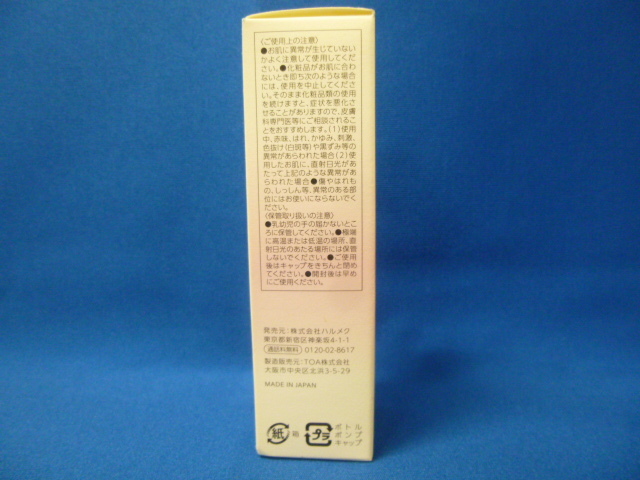 〈ご使用上の注意〉
●お肌に異常が生じていない
かよく注意して使用してくだ
さい。●化粧品がお肌に合わ
ないとき即ち次のような場合
には、使用を中止してください。
そのまま化粧品類の使用
を続けますと、症状を悪化さ
せることがありますので、皮膚
科専門医等にご相談されるこ
とをおすすめします。(1)使用
中、赤味、はれ、かゆみ、刺激、
色抜け(白斑等)や黒ずみ等の
異常があらわれた場合(2)使
用したお肌に、直射日光があ
たって上記のような異常が
あらわれた場合●傷やはれも
の、しっしん等、異常のある部
位にはお使いにならないでく
ださい。
〈保管取り扱いの注意〉
●乳幼児の手の届かないとこ
ろに保管してください。●極端
に高温または低温の場所、直
射日光のあたる場所には保管
しないでください。●ご使用
後はキャップをきちんと閉め
てください。●開封後は早め
にご使用ください。
発売元:株式会社ハルメク
東京都新宿区神楽坂4-1-1
通話料無料 0120-02-8617
製造販売元:TOA株式会社
大阪市中央区北浜3-5-29
MADE IN JAPAN
紙 箱 プラ ボトル
ポンプ
キャップ